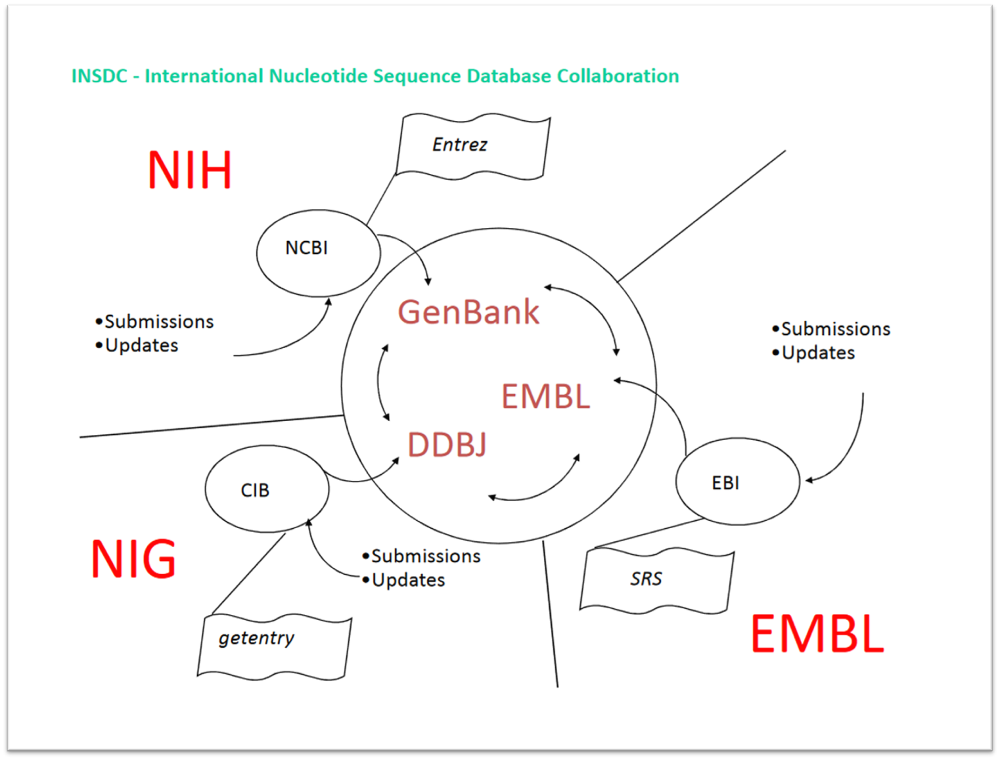 INSDC - International Nucleotide Sequence Database Collaboration
Entrez
NIH
NCBI
GenBank
•Submissions
•Updates
•Submissions
•Updates
EMBL
DDBJ
CIB
EBI
NIG
•Submissions
•Updates
SRS
getentry
EMBL